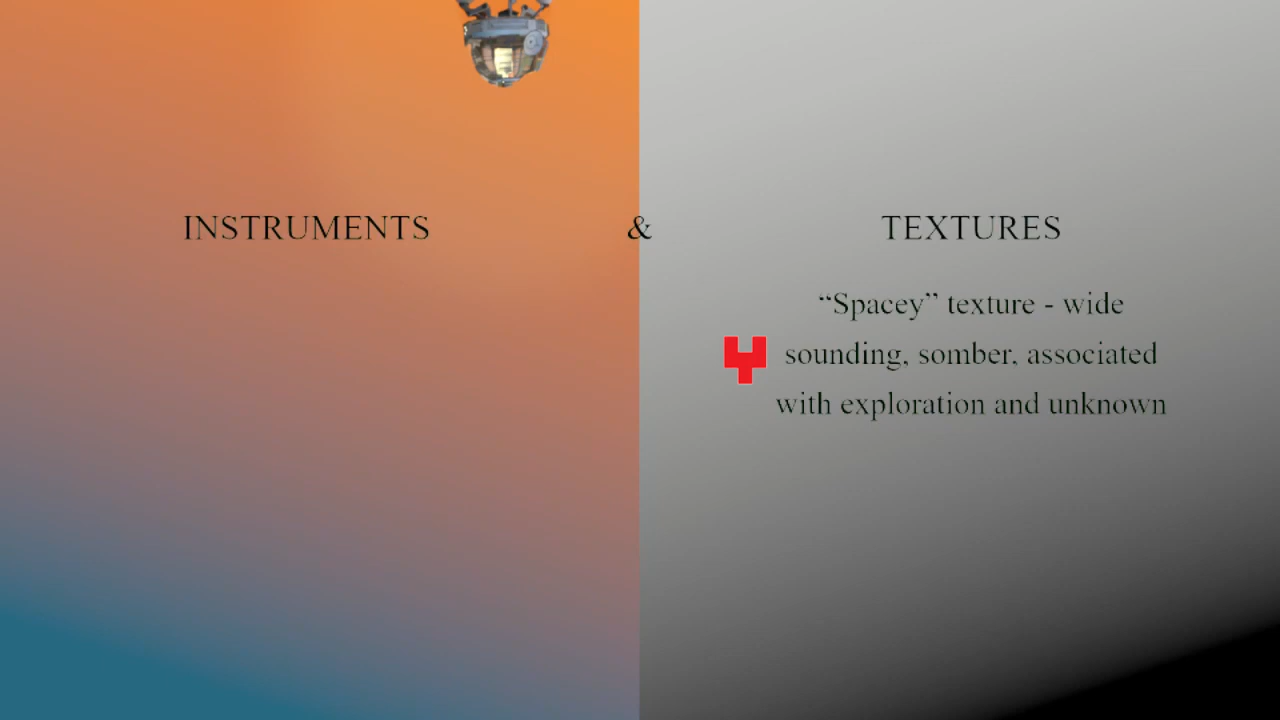 INSTRUMENTS & TEXTURES
“Spacey” texture - wide
sounding, somber, associated
with exploration and unknown